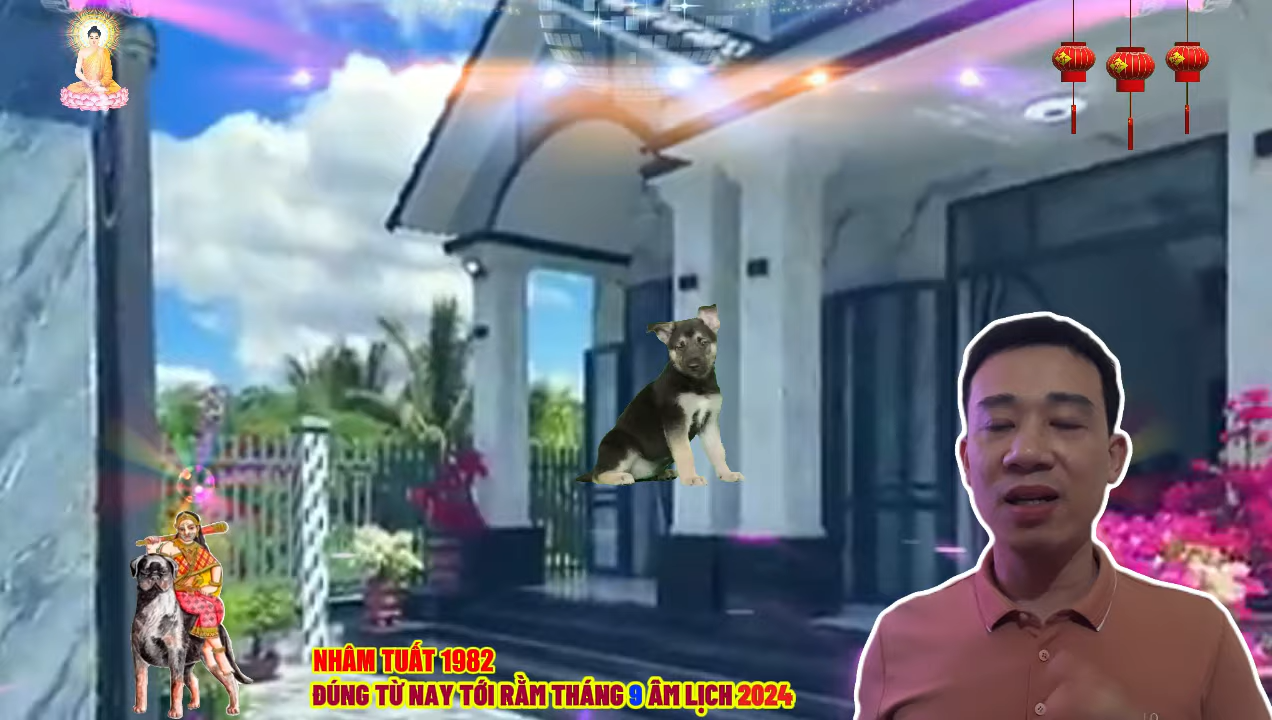 NHÂM TUẤT 1982
ĐÚNG TỪ NAY TỚI RẰM THÁNG 9 ÂM LỊCH 2024